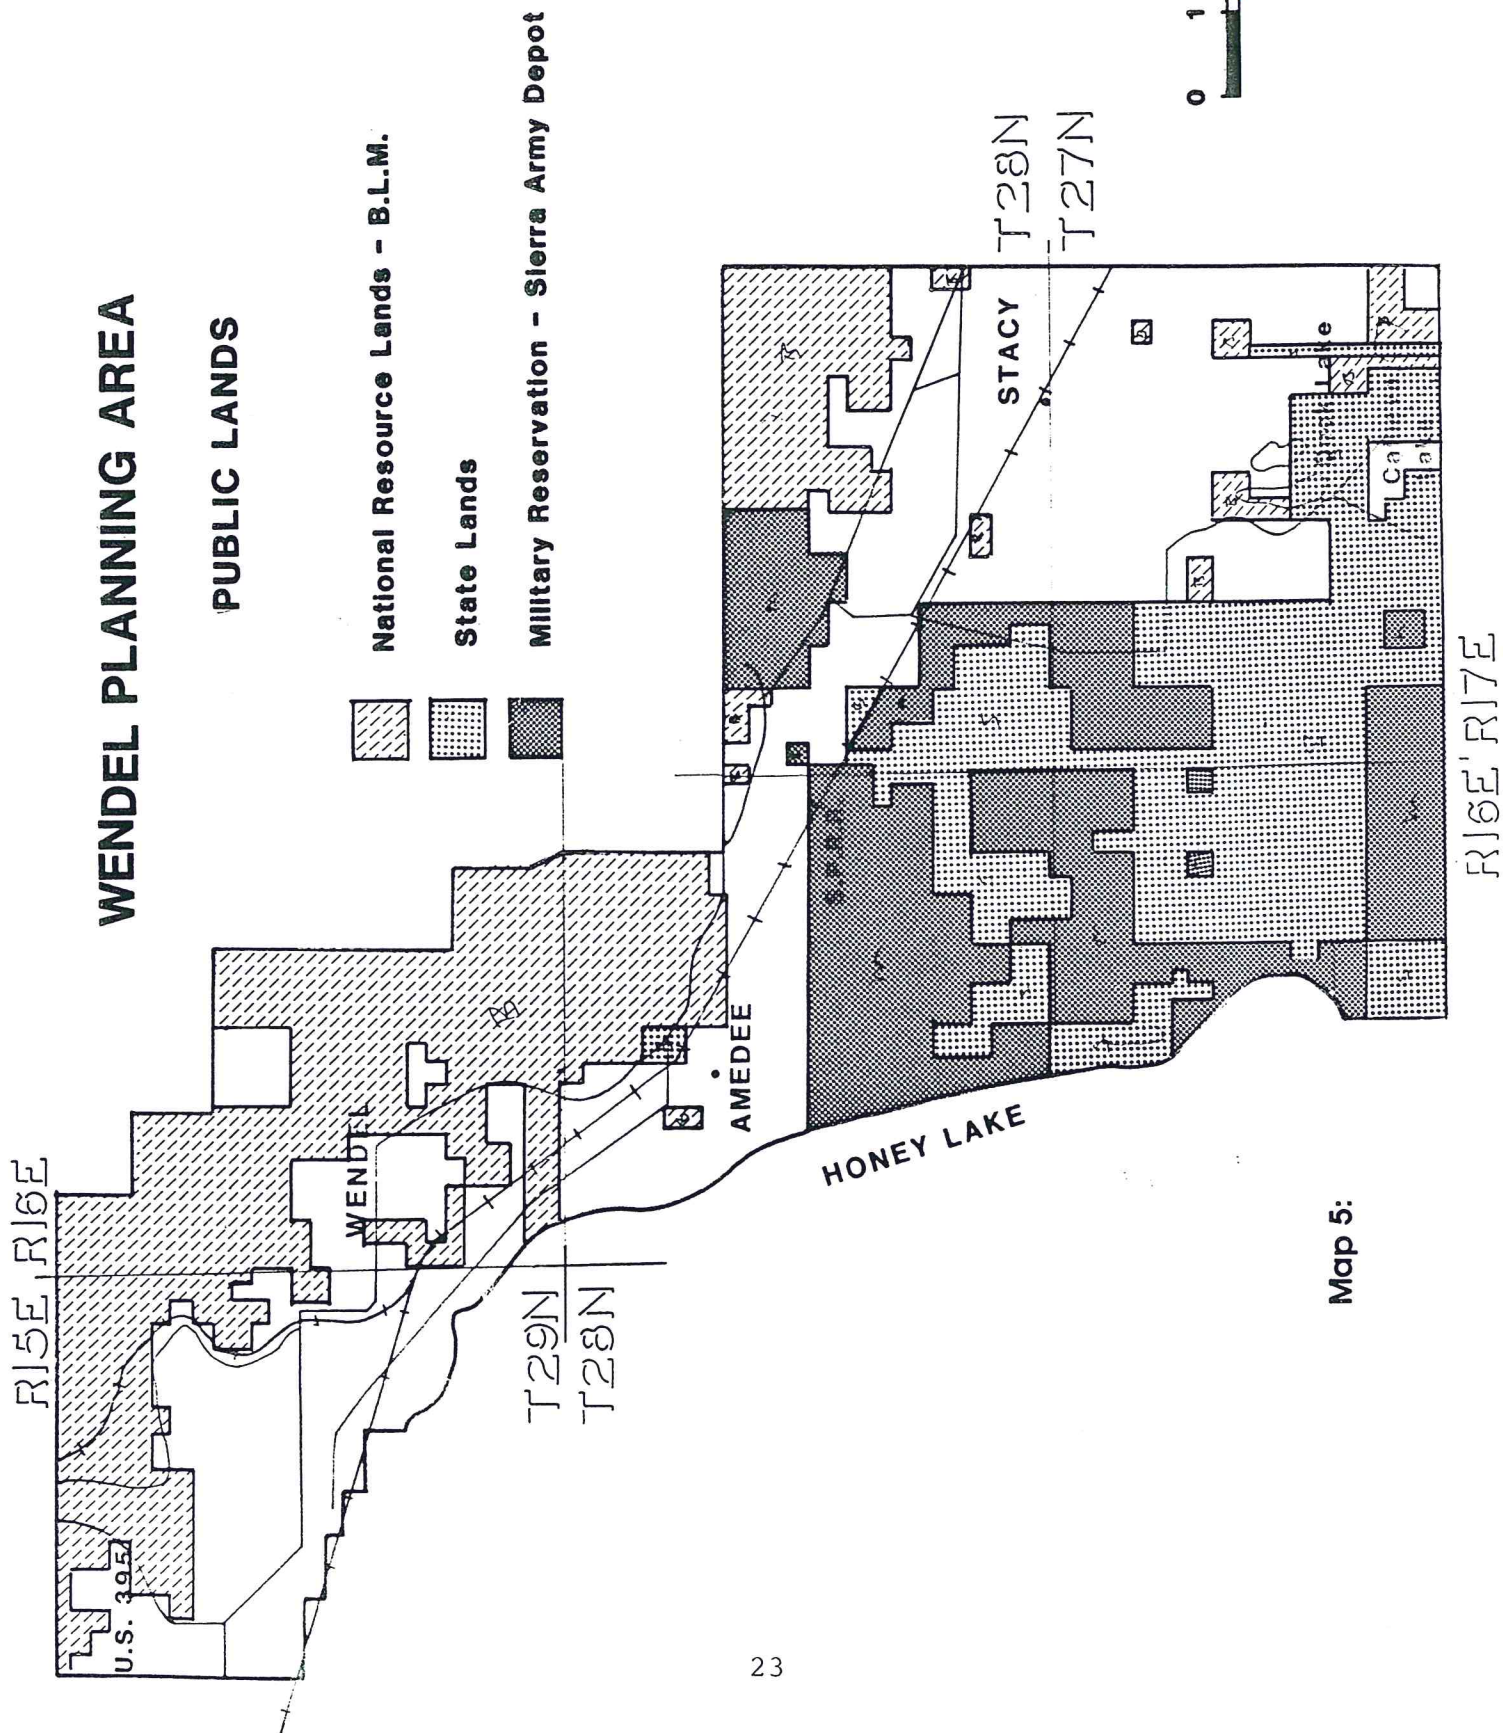 WENDEL PLANNING AREA
PUBLIC LANDS
National Resource Lands - B.L.M.
State Lands
Military Reservation - Sierra Army Depot
R15E R16E
WENDEL
U.S. 395
T29N
T28N
AMEDEE
HONEY LAKE
S.P.R.R.
STACY
T28N
T27N
Lake
R16E R17E
0 1
Map 5:
23